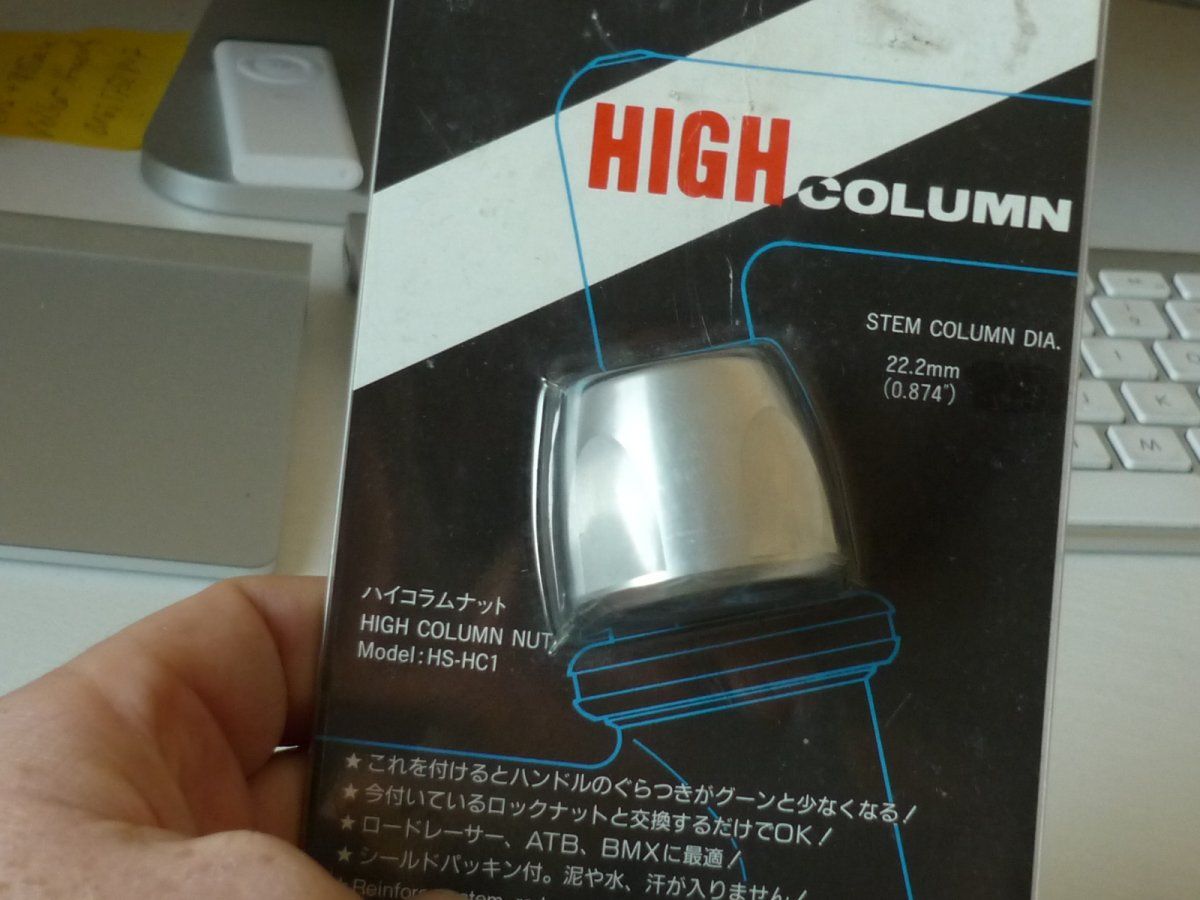 HIGH COLUMN
STEM COLUMN DIA.
22.2mm
(0.874")
ハイコラムナット
HIGH COLUMN NUT
Model:HS-HC1
★これを付けるとハンドルのぐらつきがグーンと少なくなる!
★今付いているロックナットと交換するだけでOK!
★ロードレーサー、ATB、BMXに最適!
★シールドパッキン付。泥や水、汗が入りません!
I
J
K
M